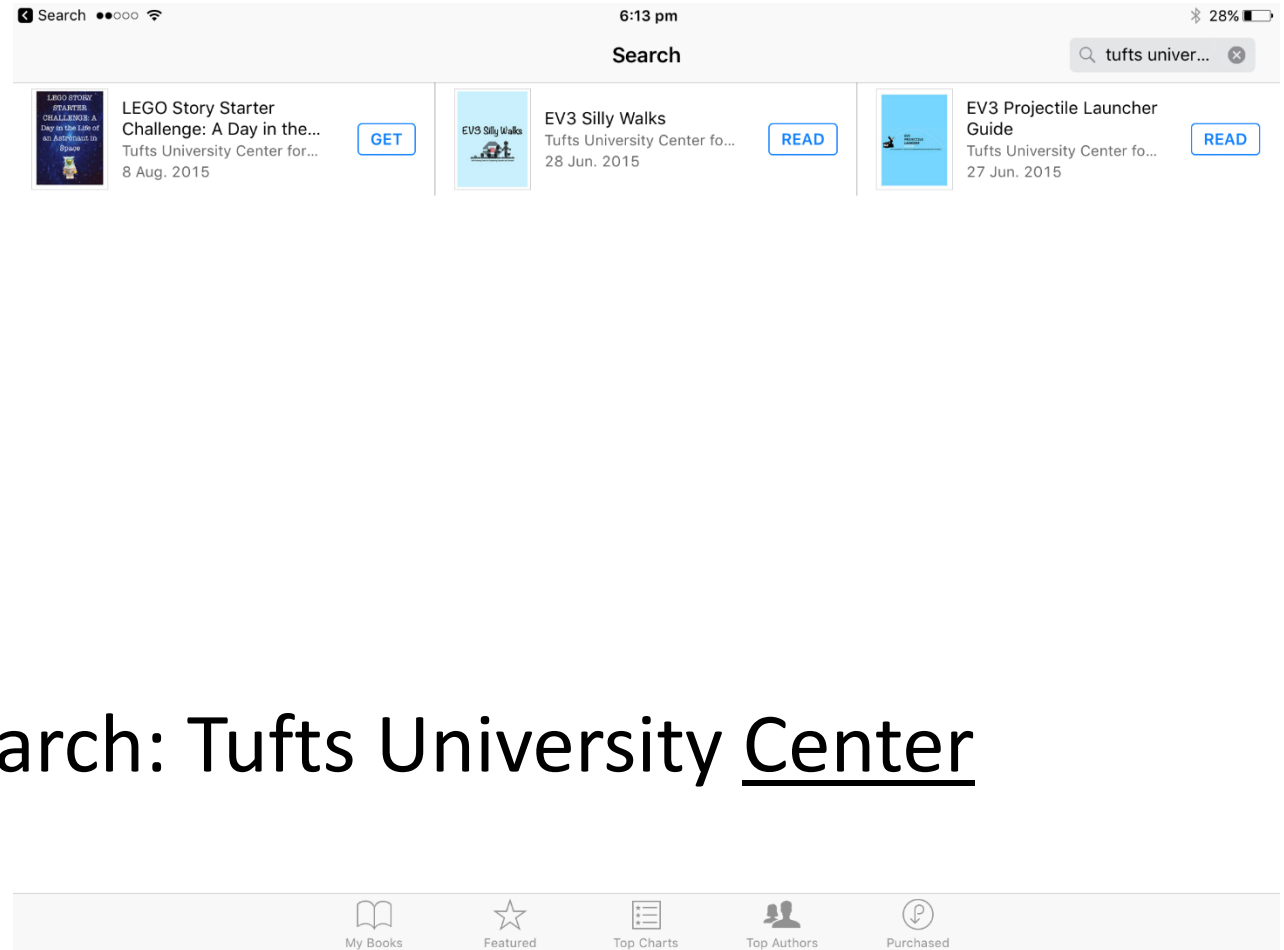 Search
6:13 pm
28%
Search
tufts univer...
LEGO STORY
STARTER
CHALLENGE: A
Day in the Life of
an Astronaut in
Space
LEGO Story Starter
Challenge: A Day in the...
Tufts University Center for...
8 Aug. 2015
GET
EV3 Silly Walks
EV3 Silly Walks
Tufts University Center fo...
28 Jun. 2015
READ
EV3
PROJECTILE
LAUNCHER
EV3 Projectile Launcher
Guide
Tufts University Center fo...
27 Jun. 2015
READ
arch: Tufts University Center
My Books
Featured
Top Charts
Top Authors
Purchased